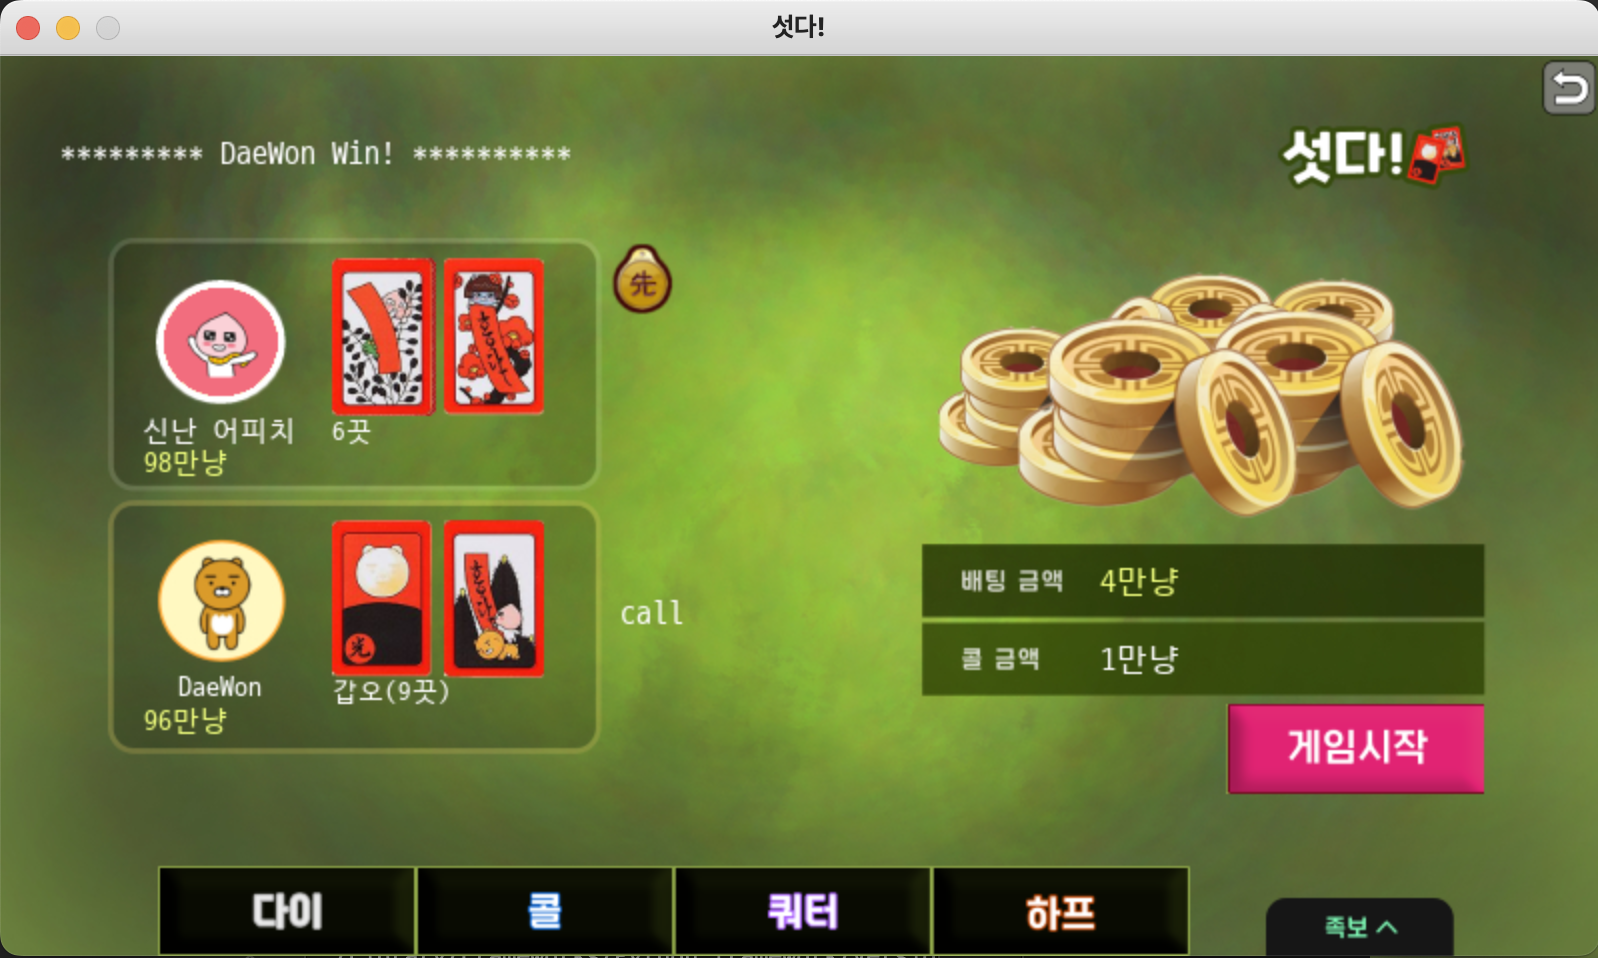 섯다!
********* DaeWon Win! **********
섯다!
先
신난 어피치
6끗
98만냥
光
DaeWon
갑오(9끗)
96만냥
call
배팅 금액 4만냥
콜 금액 1만냥
게임시작
다이
콜
쿼터
하프
족보